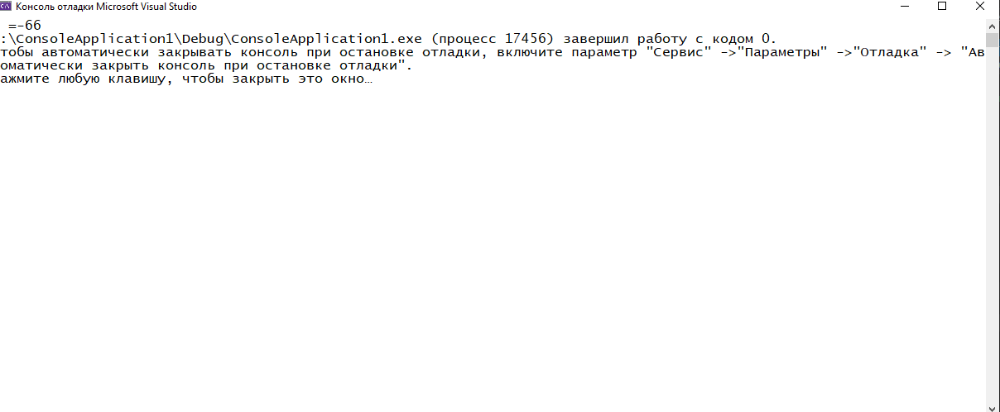 C:\ Консоль отладки Microsoft Visual Studio
=-66
:\ConsoleApplication1\Debug\ConsoleApplication1.exe (процесс 17456) завершил работу с кодом 0.
тобы автоматически закрывать консоль при остановке отладки, включите параметр "Сервис" ->"Параметры" ->"Отладка" -> "Ав
оматически закрыть консоль при остановке отладки".
ажмите любую клавишу, чтобы закрыть это окно…